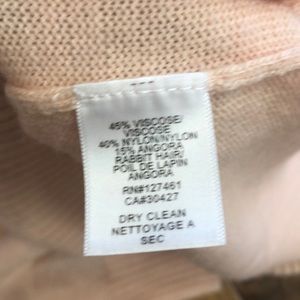 45% VISCOSE/
VISCOSE
40% NYLON/NYLON
15% ANGORA
RABBIT HAIR/
POIL DE LAPIN
ANGORA
RN#127461
CA#30427
DRY CLEAN
NETTOYAGE A
SEC